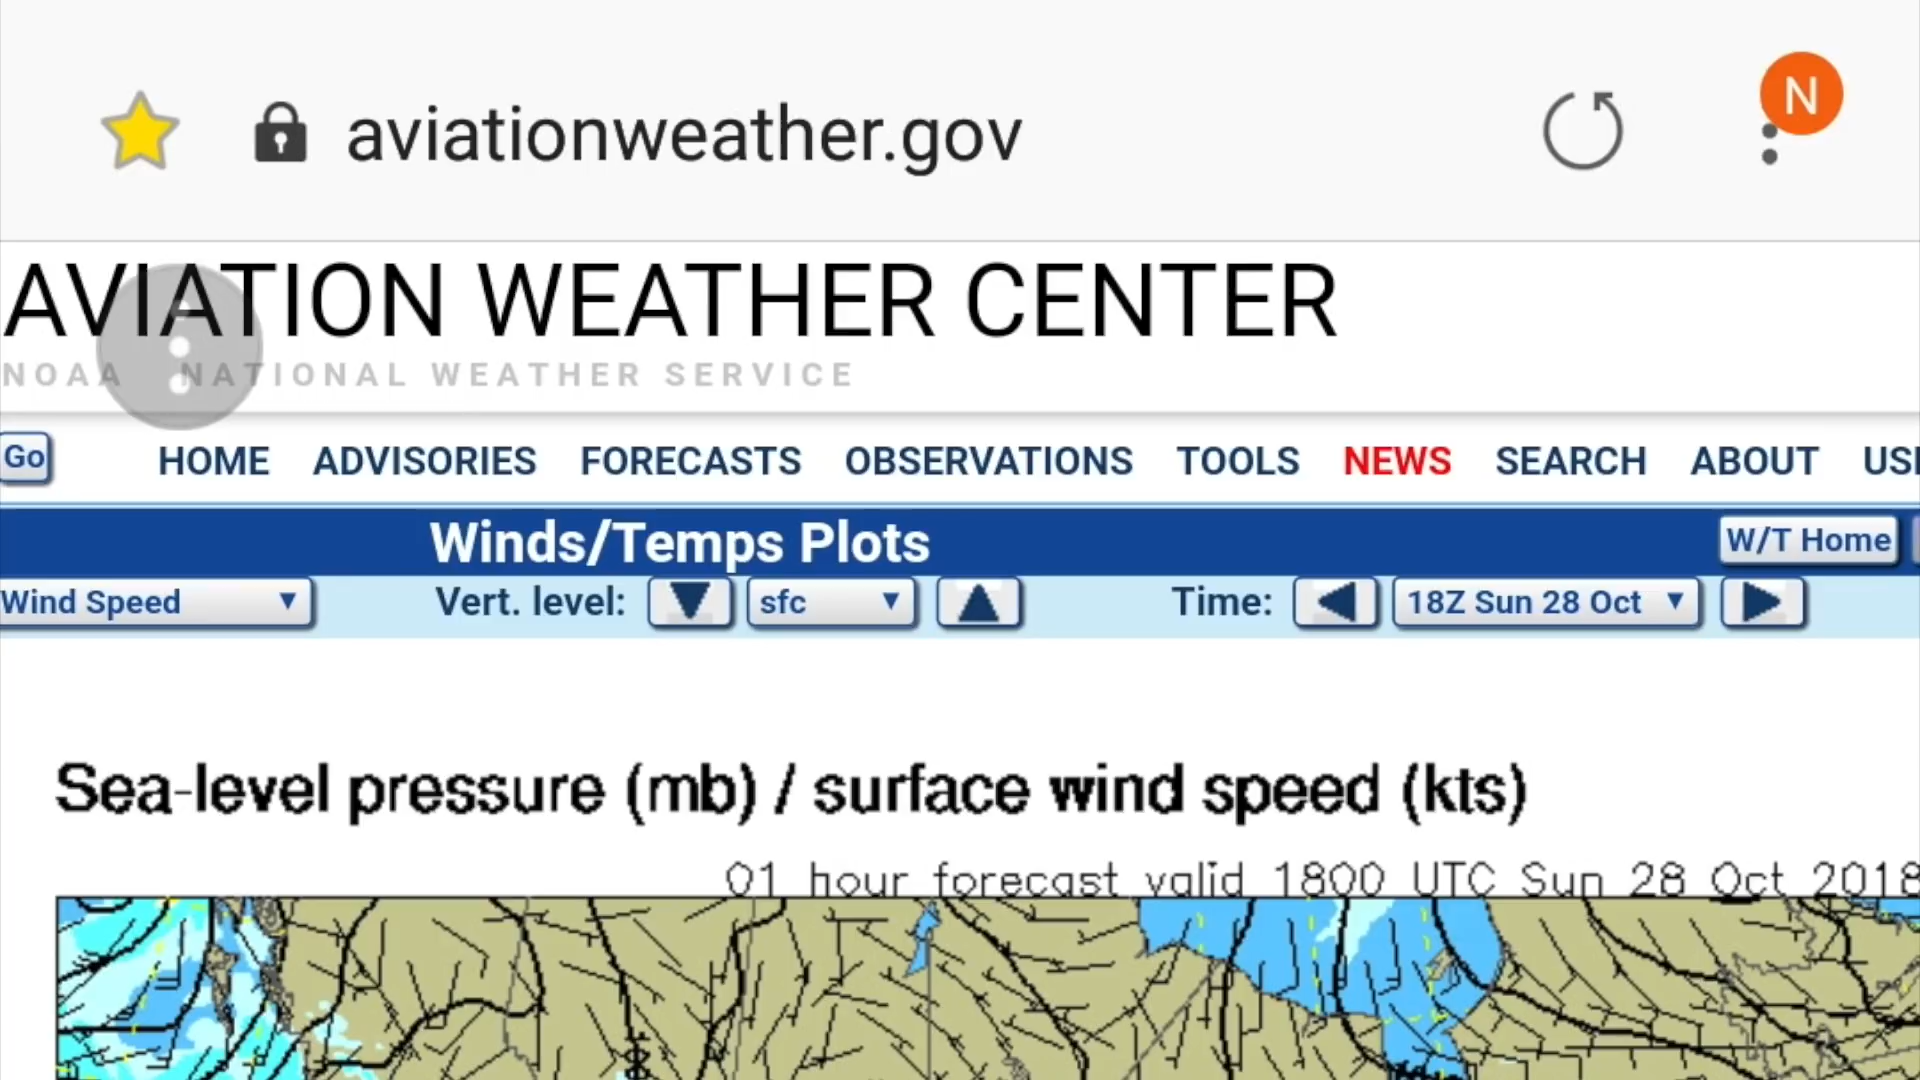 aviationweather.gov
N
AVIATION WEATHER CENTER
NOAA NATIONAL WEATHER SERVICE
Go HOME ADVISORIES FORECASTS OBSERVATIONS TOOLS NEWS SEARCH ABOUT
Winds/Temps Plots W/T Home
Wind Speed Vert. level: sfc Time: 18Z Sun 28 Oct
Sea-level pressure (mb) / surface wind speed (kts)
01 hour forecast valid 1800 UTC Sun 28 Oct 2018